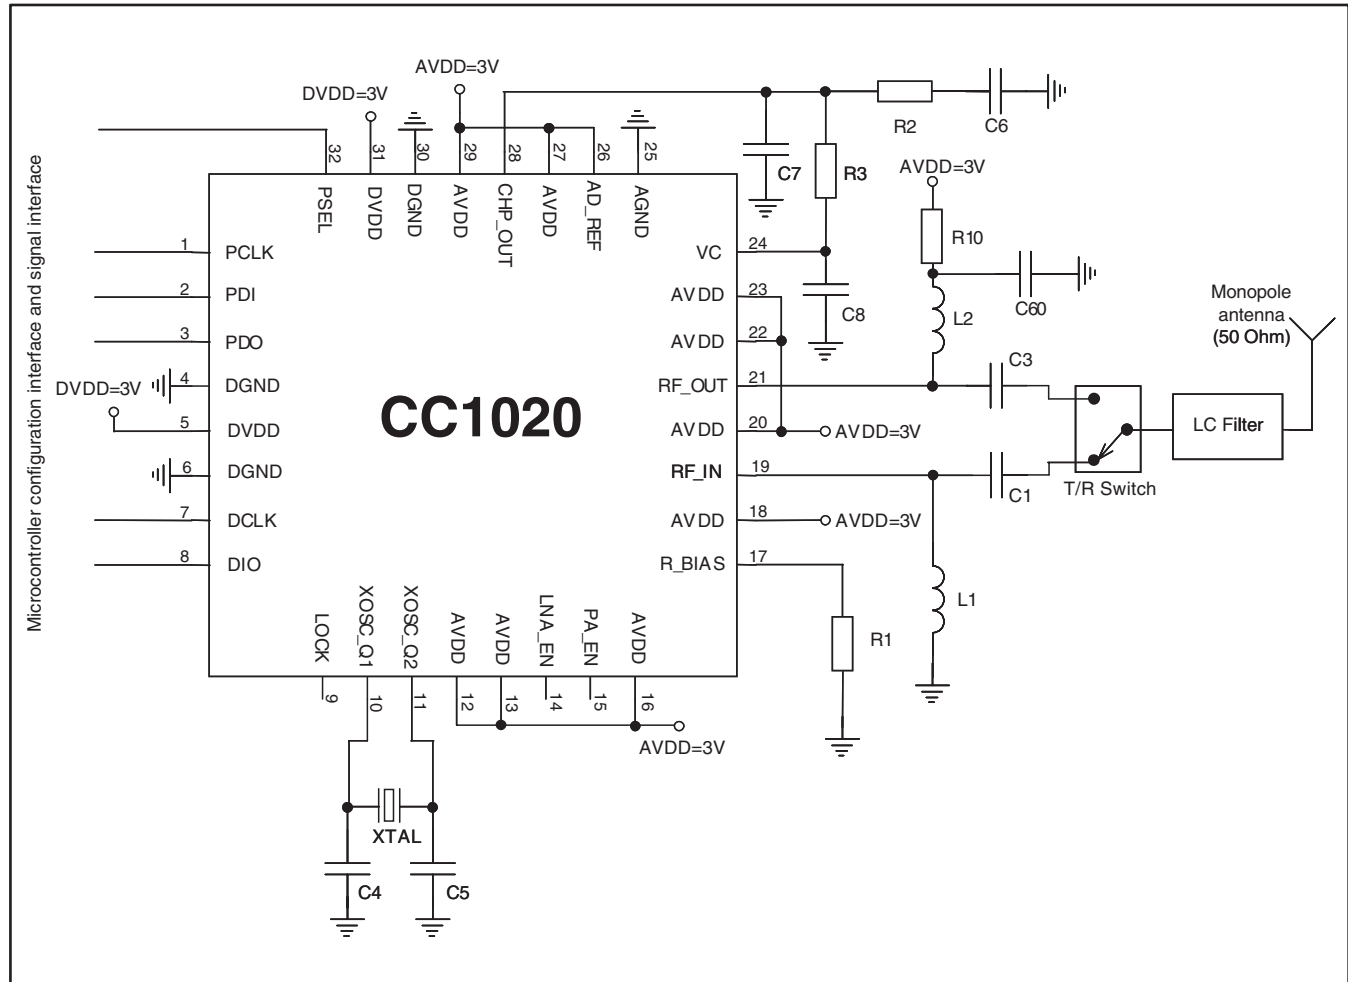 AVDD=3V
DVDD=3V
R2
C6
32
31
30
29
28
27
26
25
C7
R3
AVDD=3V
PSEL
DVDD
DGND
AVDD
CHP_OUT
AVDD
AD_REF
AGND
R10
Microcontroller configuration interface and signal interface
1
PCLK
VC
24
2
PDI
AVDD
23
C8
L2
C60
Monopole
antenna
(50 Ohm)
3
PDO
AVDD
22
C3
DVDD=3V
4
DGND
RF_OUT
21
CC1020
5
DVDD
AVDD
20
AVDD=3V
LC Filter
6
DGND
RF_IN
19
C1
T/R Switch
7
DCLK
AVDD
18
AVDD=3V
8
DIO
R_BIAS
17
LOCK
XOSC_Q1
XOSC_Q2
AVDD
AVDD
LNA_EN
PA_EN
AVDD
R1
L1
9
10
11
12
13
14
15
16
AVDD=3V
XTAL
C4
C5